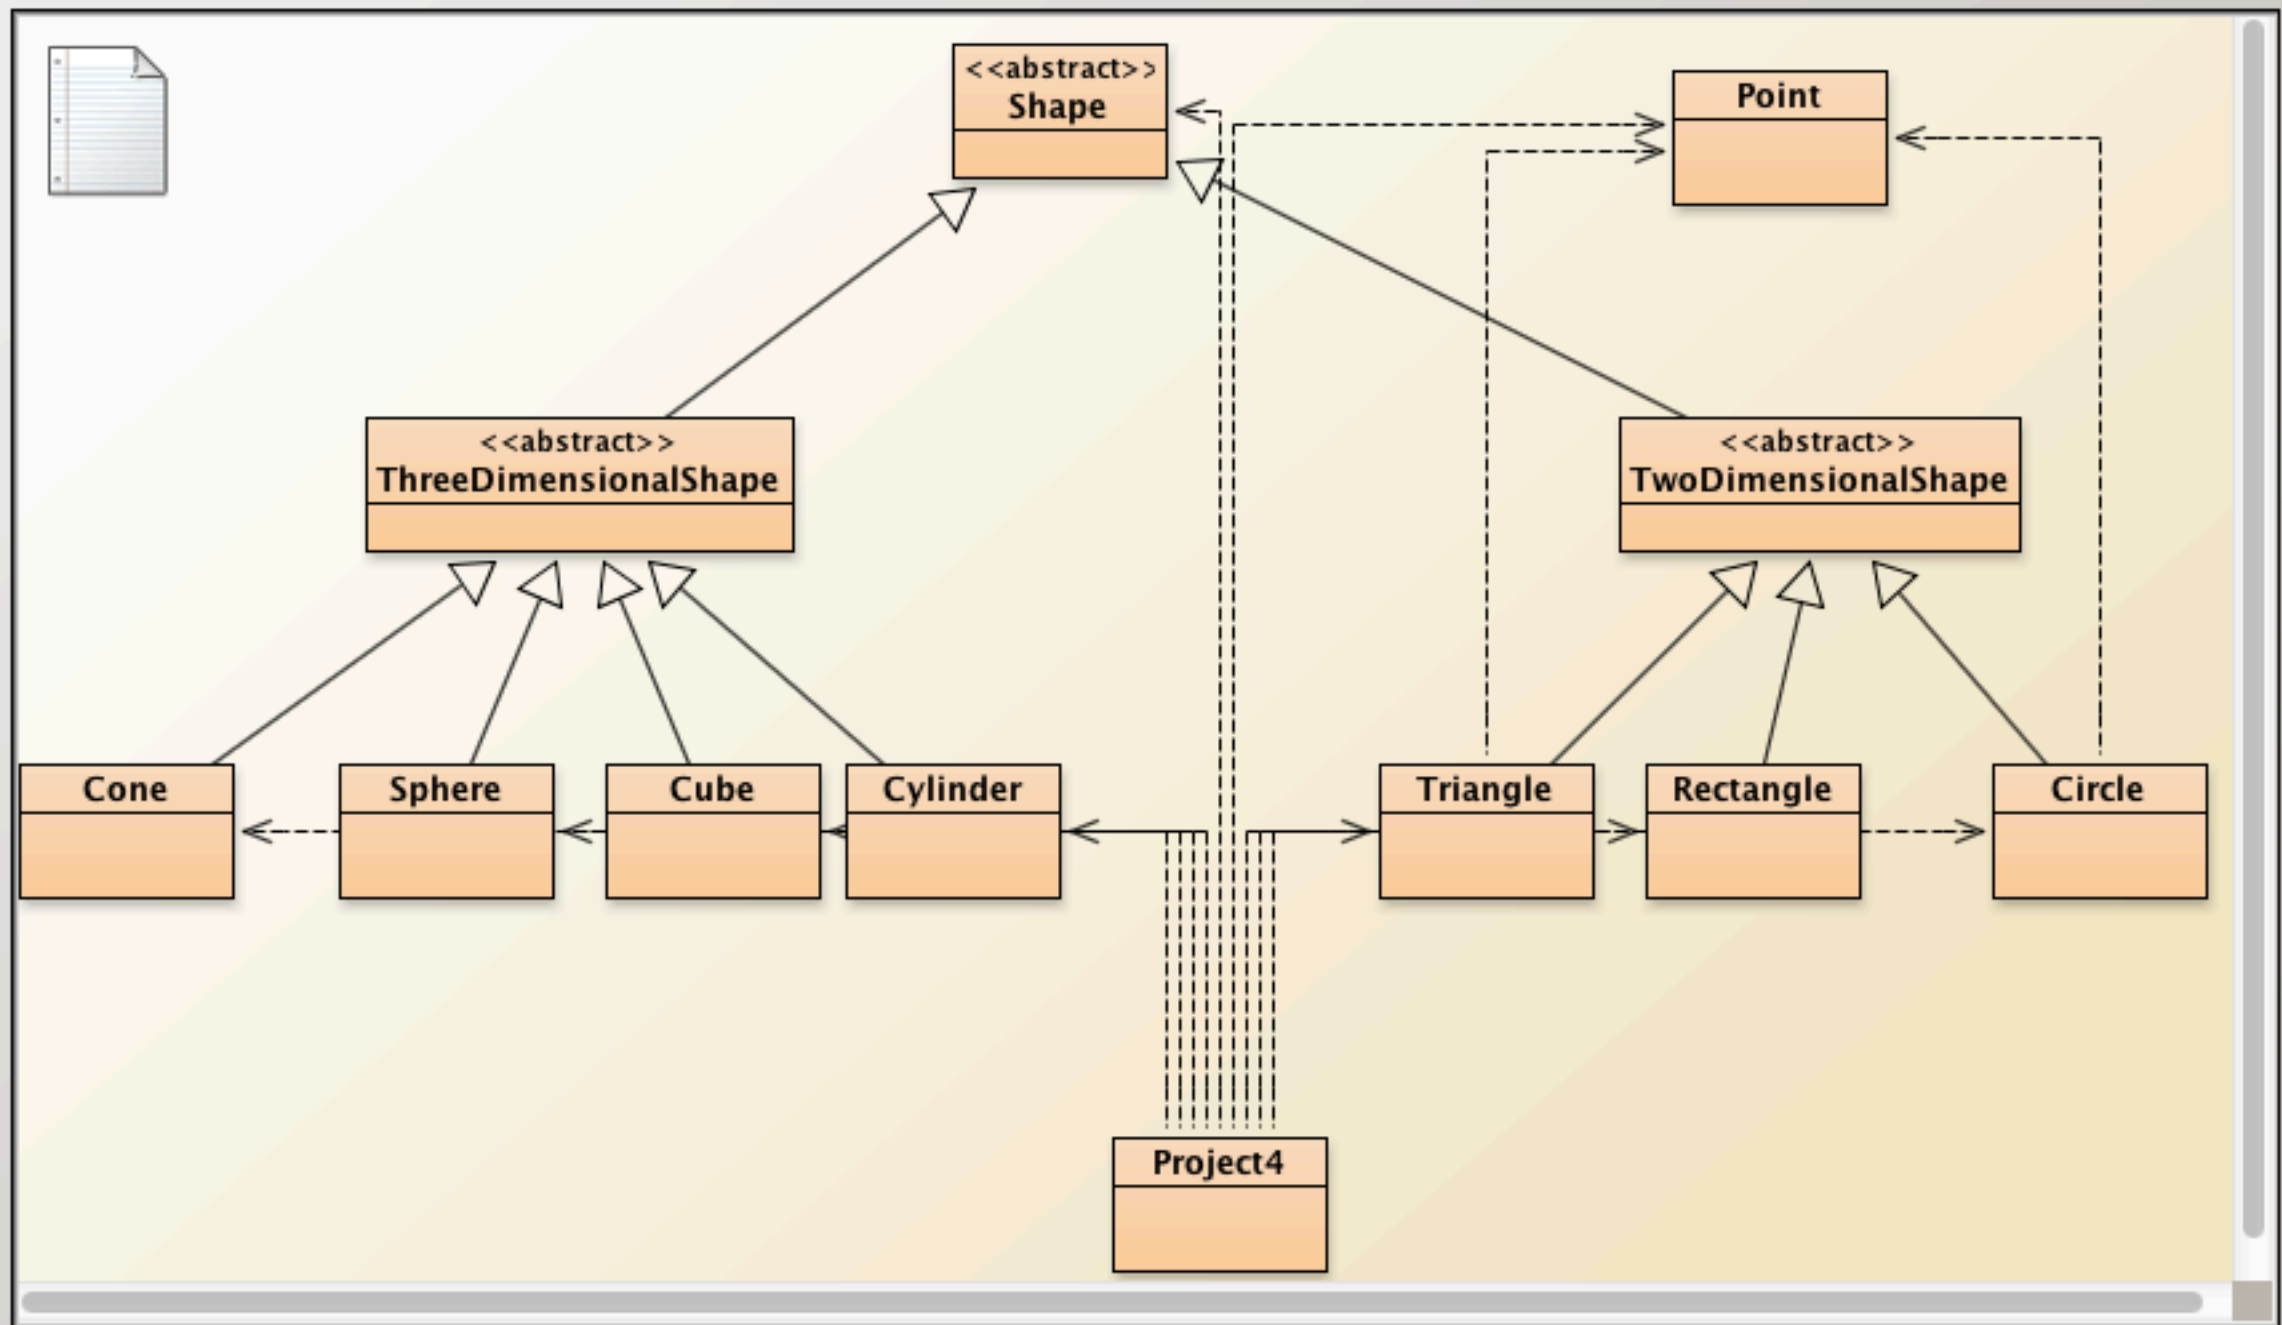 <<abstract>>
Shape
Point
<<abstract>>
ThreeDimensionalShape
<<abstract>>
TwoDimensionalShape
Cone
Sphere
Cube
Cylinder
Triangle
Rectangle
Circle
Project4